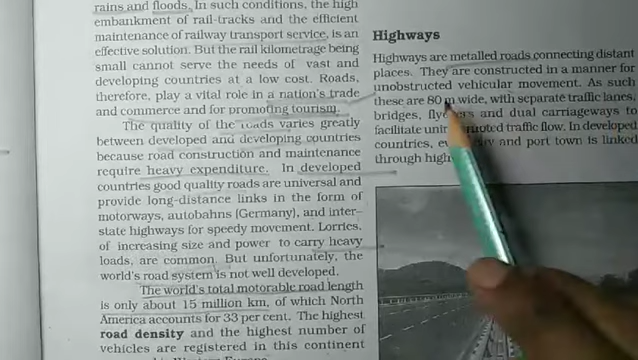 rains and floods. In such conditions, the high
embankment of rail-tracks and the efficient
maintenance of railway transport service, is
an effective solution. But the rail kilometrage being
small cannot serve the needs of vast and
developing countries at a low cost. Roads,
therefore, play a vital role in a nation's trade
and commerce and for promoting tourism.
The quality of the roads varies greatly
between developed and developing countries
because road construction and maintenance
require heavy expenditure. In developed
countries good quality roads are universal and
provide long-distance links in the form of
motorways, autobahns (Germany), and inter-
state highways for speedy movement. Lorries,
of increasing size and power to carry heavy
loads, are common. But unfortunately, the
world's road system is not well developed.
The world's total motorable road length
is only about 15 million km, of which North
America accounts for 33 per cent. The highest
road density and the highest number of
vehicles are registered in this continent
Western Europe.
Highways
Highways are metalled roads connecting distant
places. They are constructed in a manner for
unobstructed vehicular movement. As such
these are 80 m wide, with separate traffic lanes,
bridges, and dual carriageways to
facilitate traffic flow. In developed
countries, and port town is linked
through